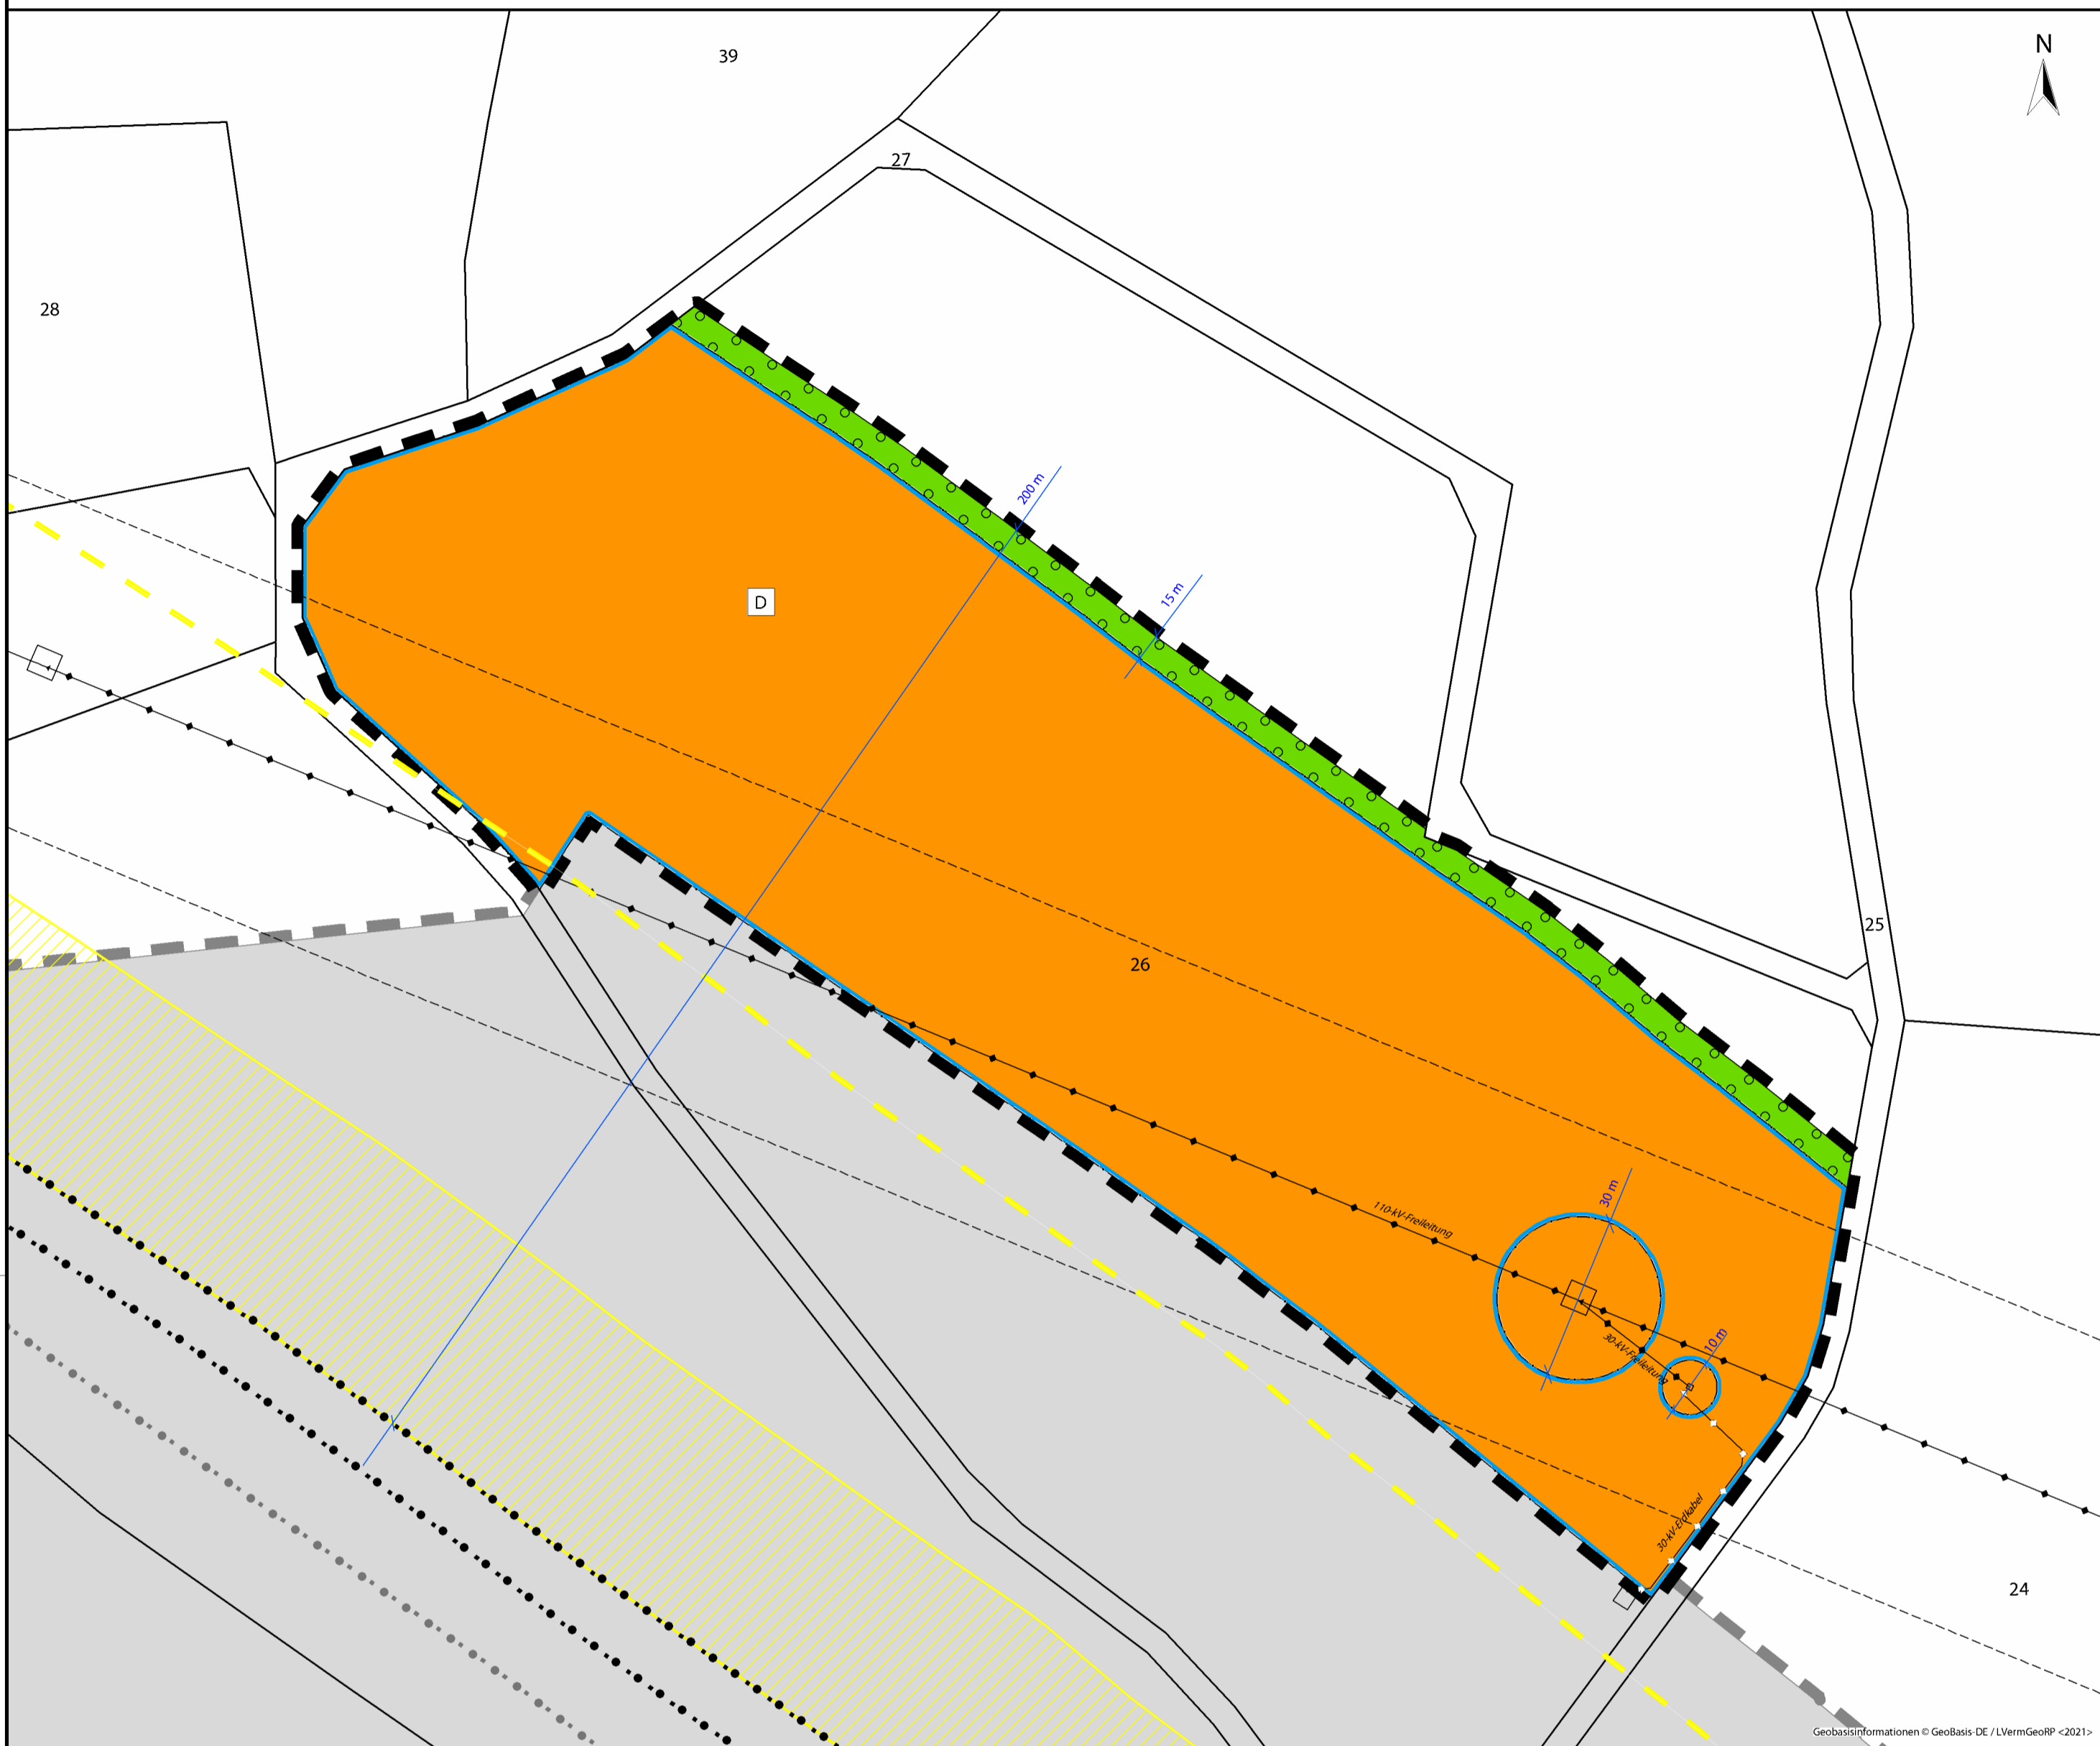 N
39
27
28
200 m
15 m
D
25
26
110-kV-Freileitung
30 m
30-kV-Freileitung
10 m
30-kV-Erdkabel
24
Geobasisinformationen © GeoBasis-DE / LVermGeoRP <2021>